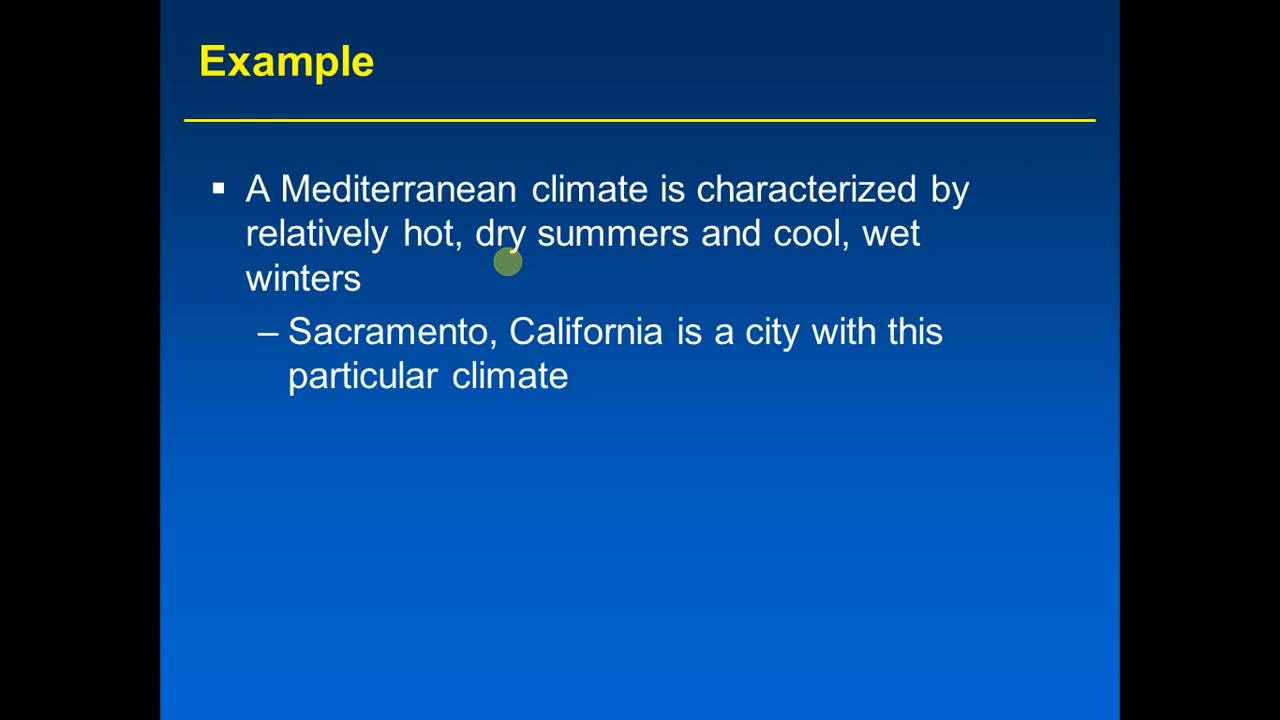 Example
▪ A Mediterranean climate is characterized by
relatively hot, dry summers and cool, wet
winters
– Sacramento, California is a city with this
particular climate